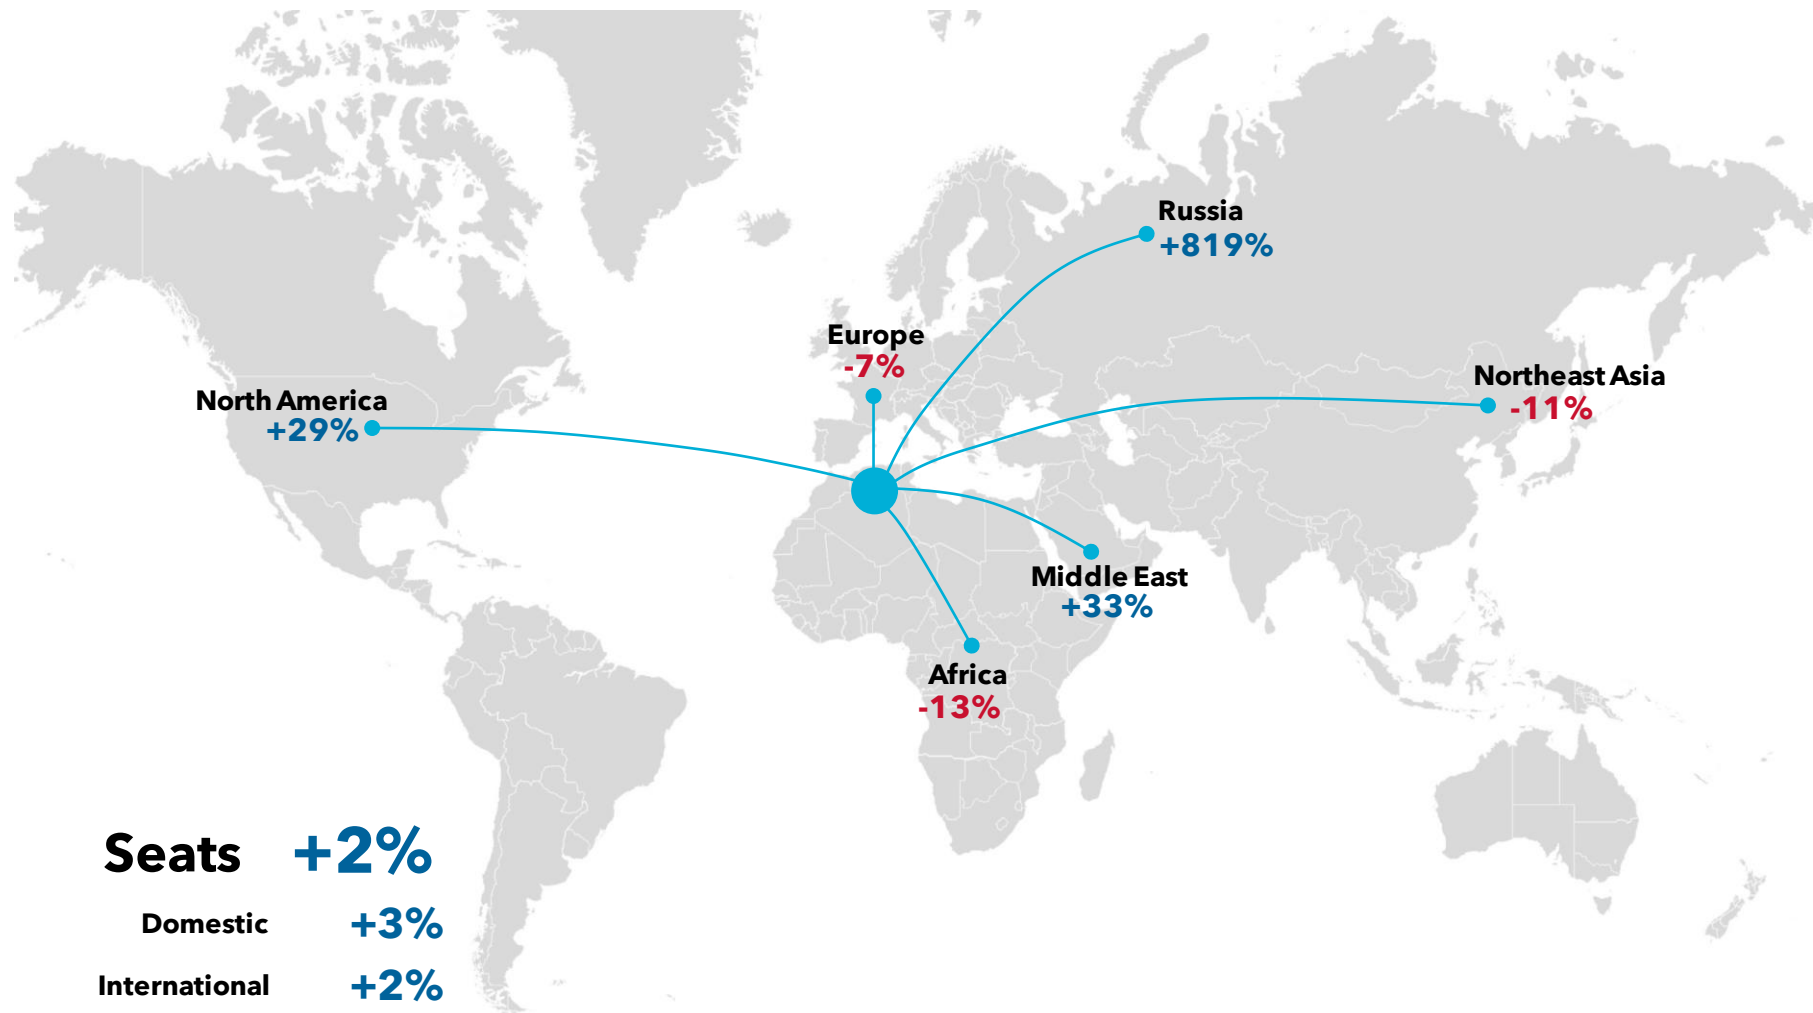 Russia
+819%
Europe
-7%
Northeast Asia
-11%
North America
+29%
Middle East
+33%
Africa
-13%
Seats +2%
Domestic +3%
International +2%